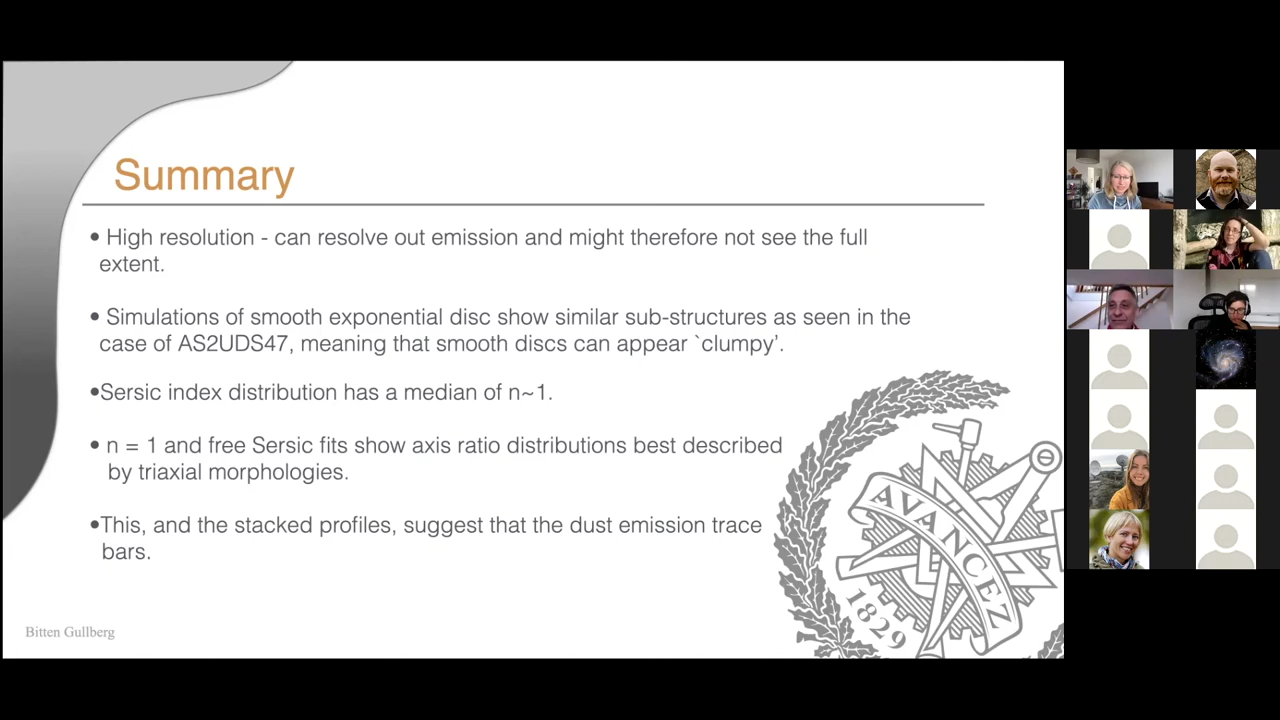 Summary
• High resolution - can resolve out emission and might therefore not see the full
extent.
• Simulations of smooth exponential disc show similar sub-structures as seen in the
case of AS2UDS47, meaning that smooth discs can appear `clumpy’.
•Sersic index distribution has a median of n~1.
• n = 1 and free Sersic fits show axis ratio distributions best described
by triaxial morphologies.
•This, and the stacked profiles, suggest that the dust emission trace
bars.
AVANCEZ
1829
Bitten Gullberg